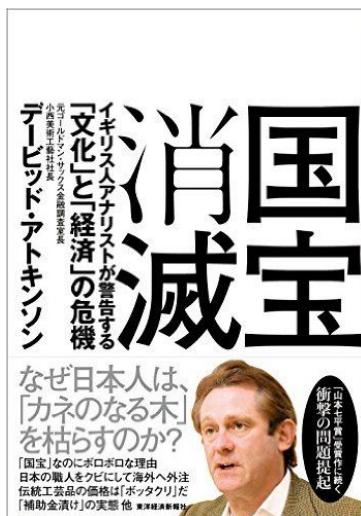 国宝
消滅
イギリス人アナリストが警告する
「文化」と「経済」の危機
元ゴールドマン・サックス金融調査室長
小西美術工藝社社長
デービッド・アトキンソン
なぜ日本人は、
「カネのなる木」
を枯らすのか?
「山本七平賞」受賞作に続く
衝撃の問題提起
「国宝」なのにボロボロな理由
日本の職人をクビにして海外へ外注
伝統工芸品の価格は「ボッタクリ」だ
「補助金漬け」の実態 他
東洋経済新報社